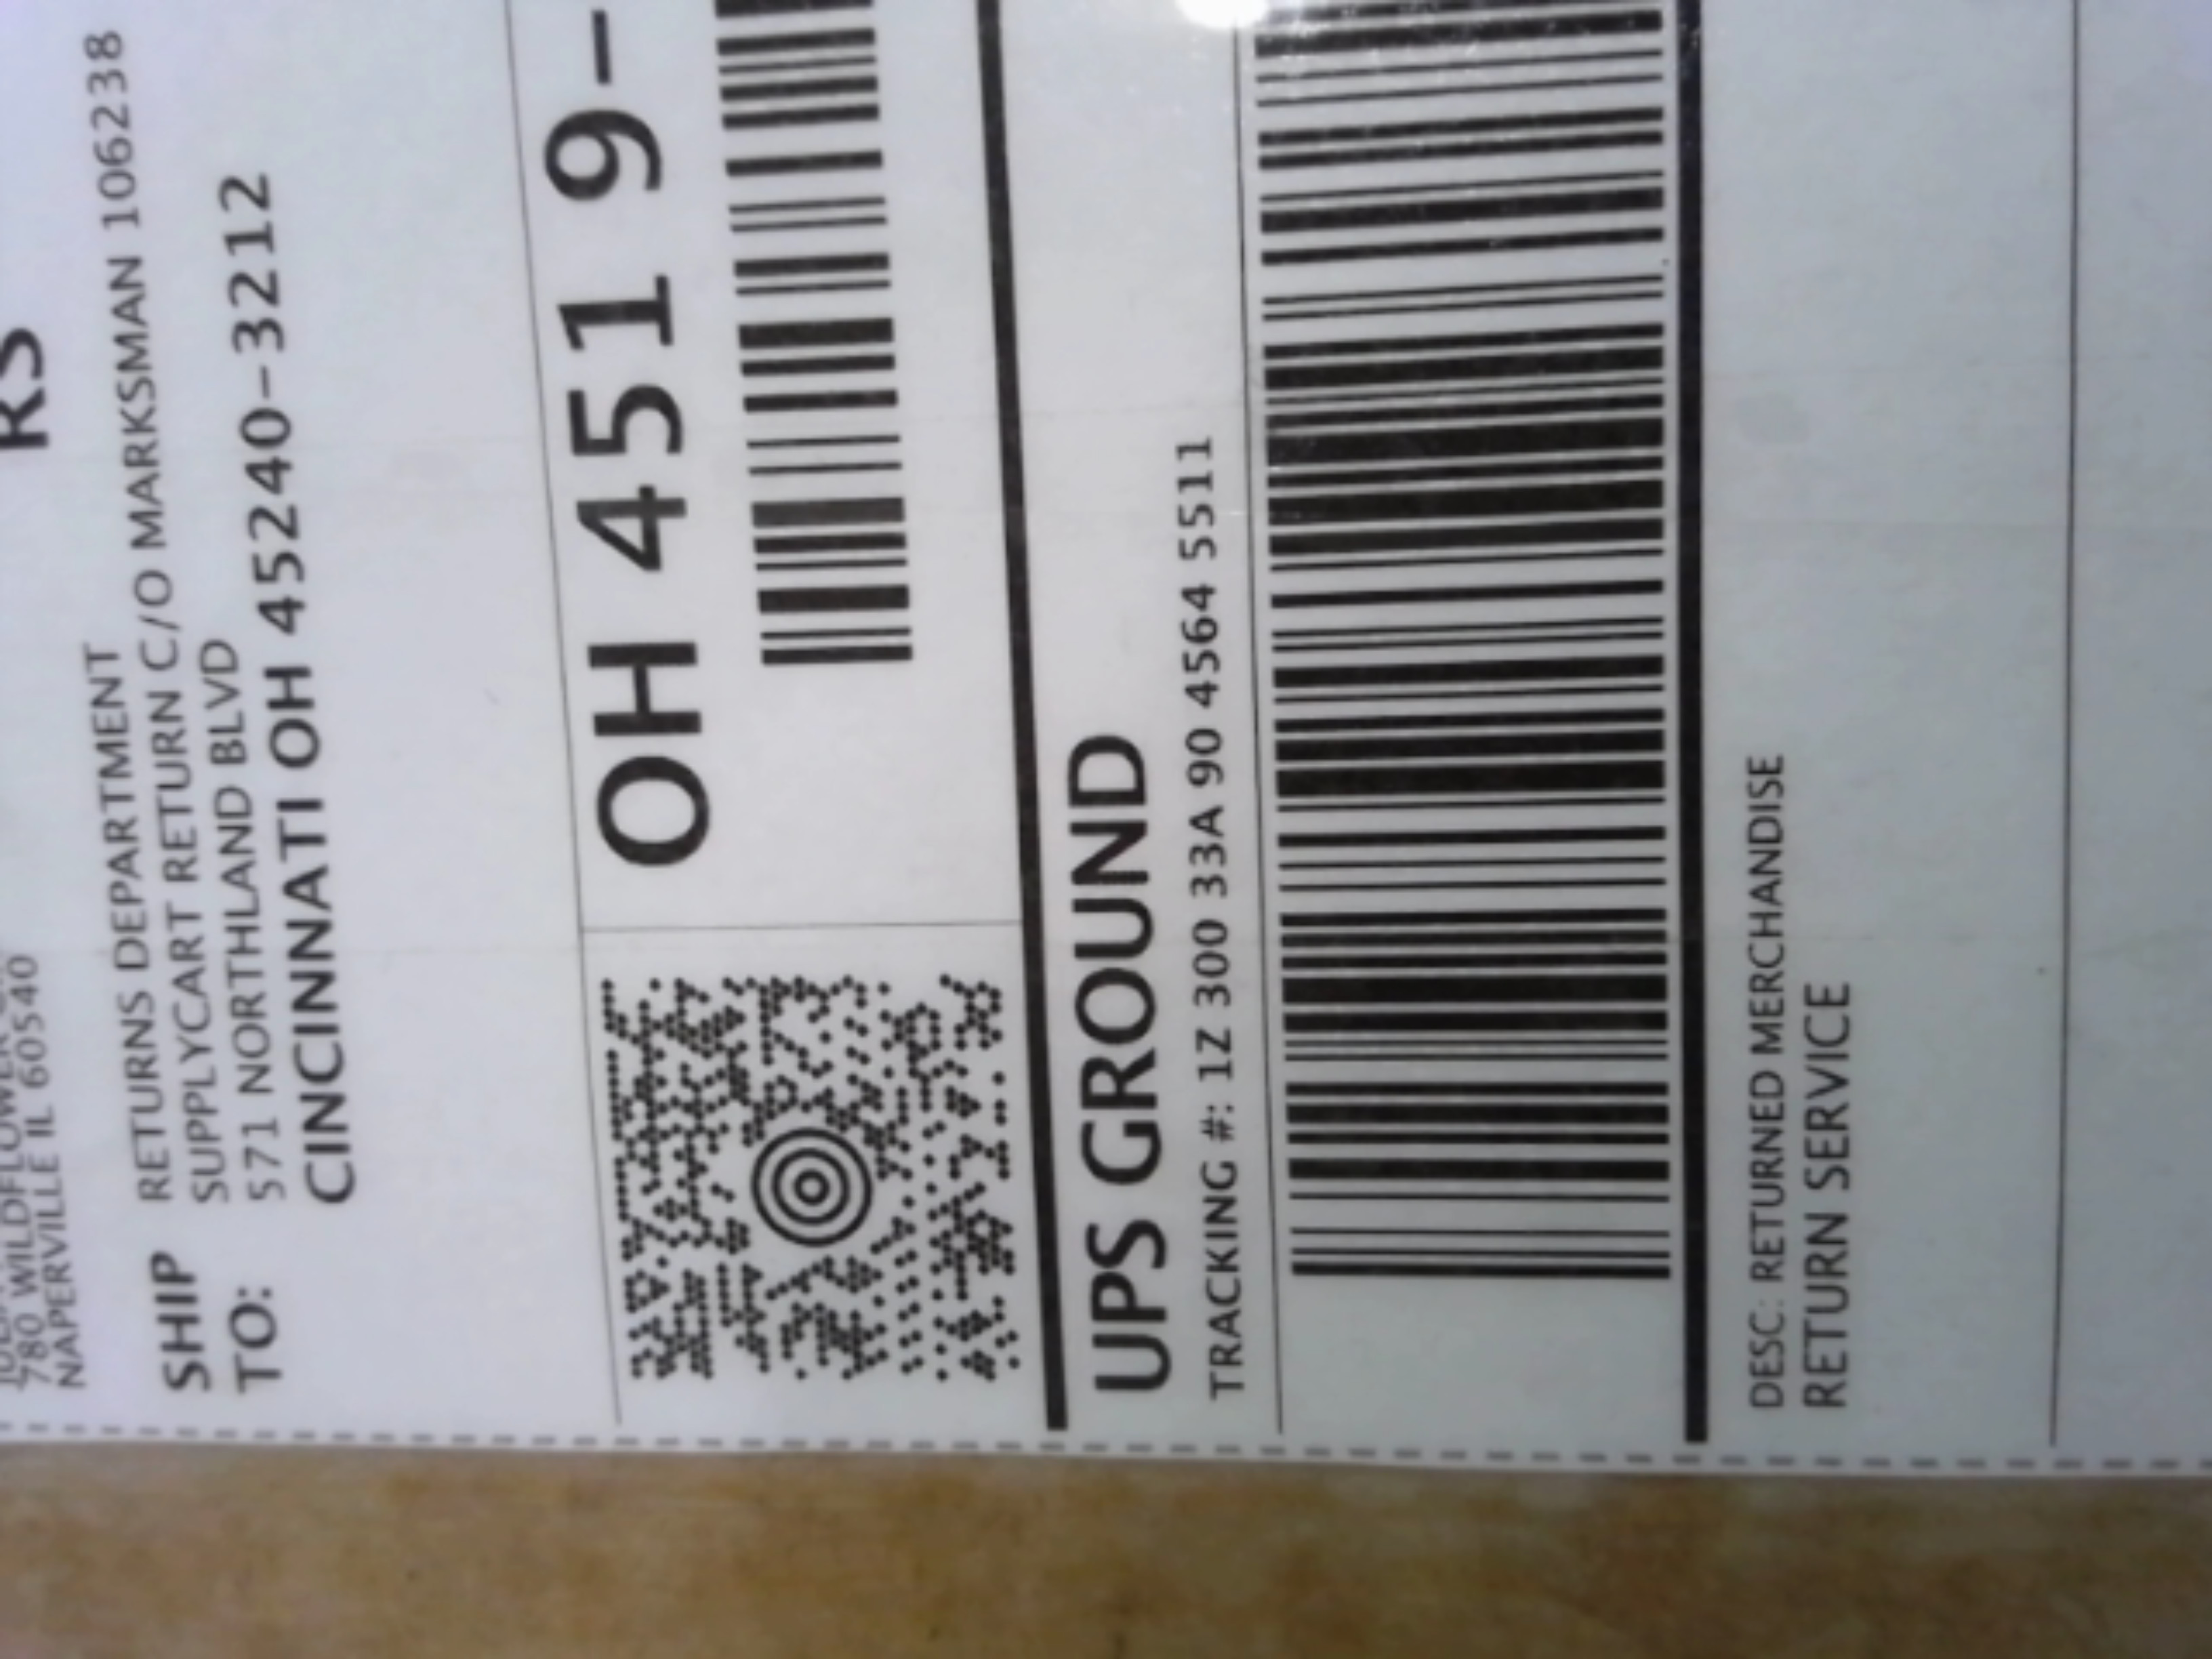 RS
780 WILDFLOWER
NAPERVILLE IL 60540
SHIP TO:
RETURNS DEPARTMENT
SUPPLYCART RETURN C/O MARKSMAN 106238
571 NORTHLAND BLVD
CINCINNATI OH 45240-3212
OH 451 9-
UPS GROUND
TRACKING #: 1Z 300 33A 90 4564 5511
DESC: RETURNED MERCHANDISE
RETURN SERVICE